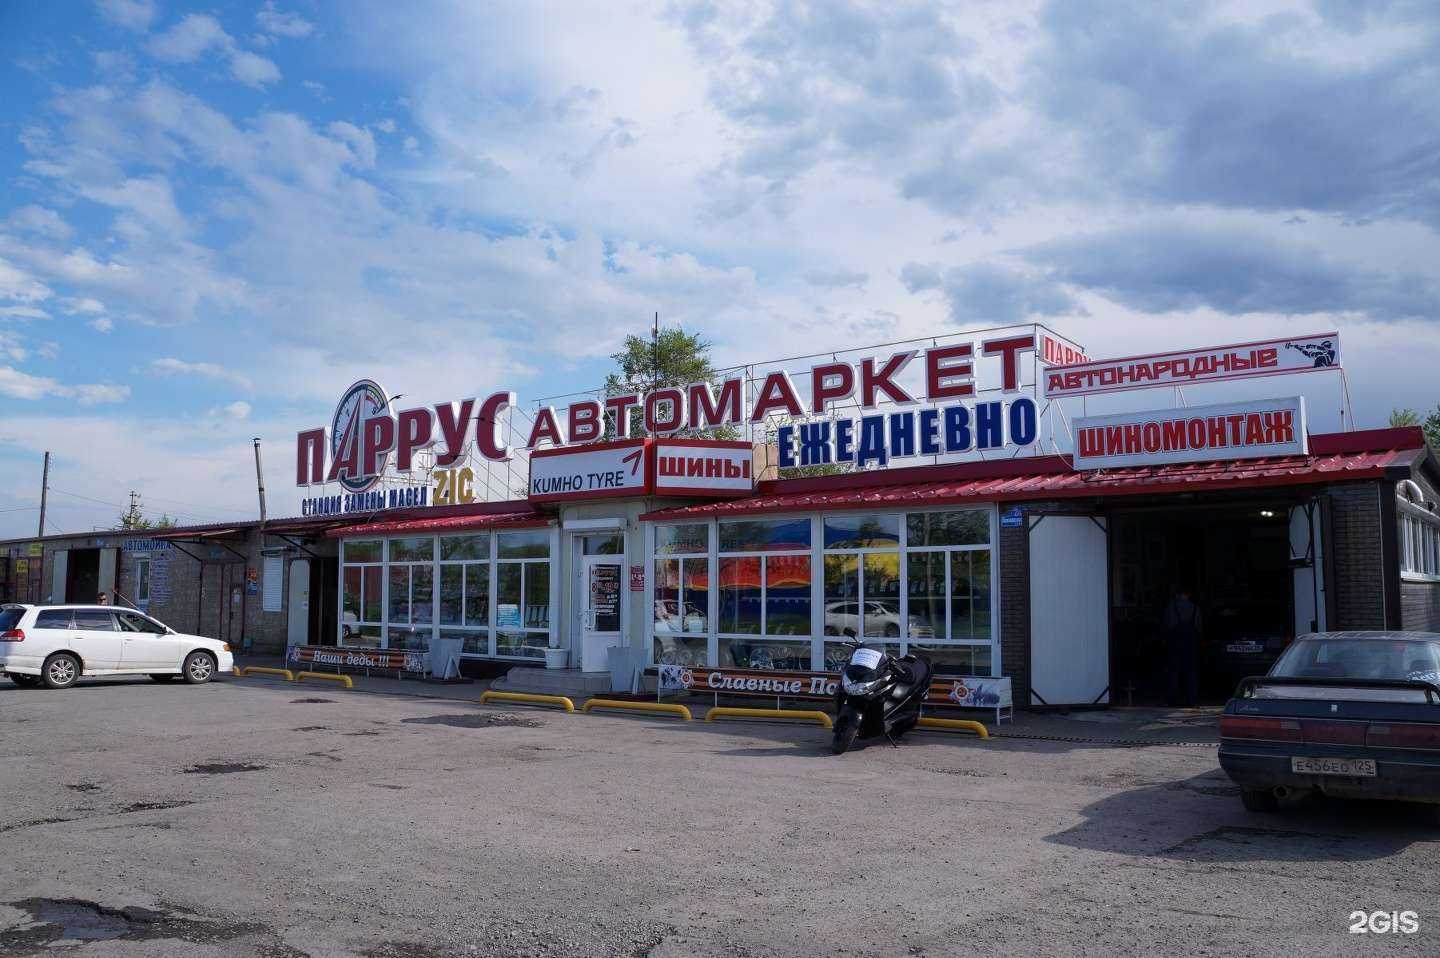 ПАРРУС
СТАНЦИЯ ЗАМЕНЫ МАСЕЛ ZIC
АВТОМАРКЕТ
ЕЖЕДНЕВНО
KUMHO TYRE
ШИНЫ
ПАРРУ
АВТОНАРОДНЫЕ
ШИНОМОНТАЖ
АВТОМОЙКА
Наши деды !!!
Славные По
Е456ЕО 125
2GIS